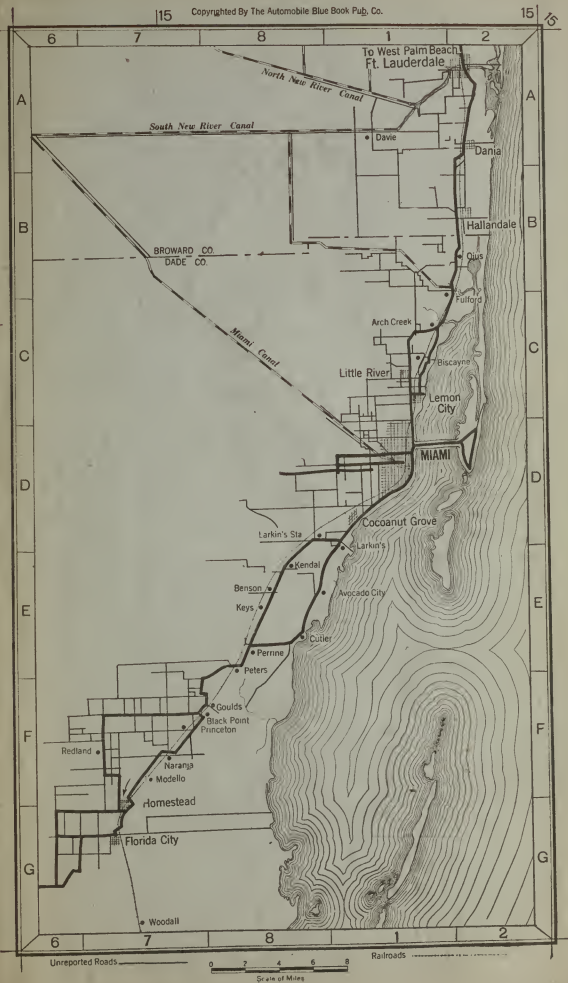 15 Copyrighted By The Automobile Blue Book Pub. Co. 15 15
6 7 8 1 2
To West Palm Beach
Ft. Lauderdale
North New River Canal
A A
South New River Canal
Davie
Dania
B B
Hallandale
BROWARD CO.
DADE CO.
Ojus
Fulford
Arch Creek
Miami Canal
C C
Biscayne
Little River
Lemon
City
MIAMI
D D
Cocoanut Grove
Larkin's Sta
Larkin's
Kendal
Benson
Avocado City
E E
Keys
Cutler
Perrine
Peters
Goulds
Black Point
Princeton
F F
Redland
Naranja
Modello
Homestead
Florida City
G G
Woodall
6 7 8 1 2
Unreported Roads Railroads
0 2 4 6 8
Scale of Miles